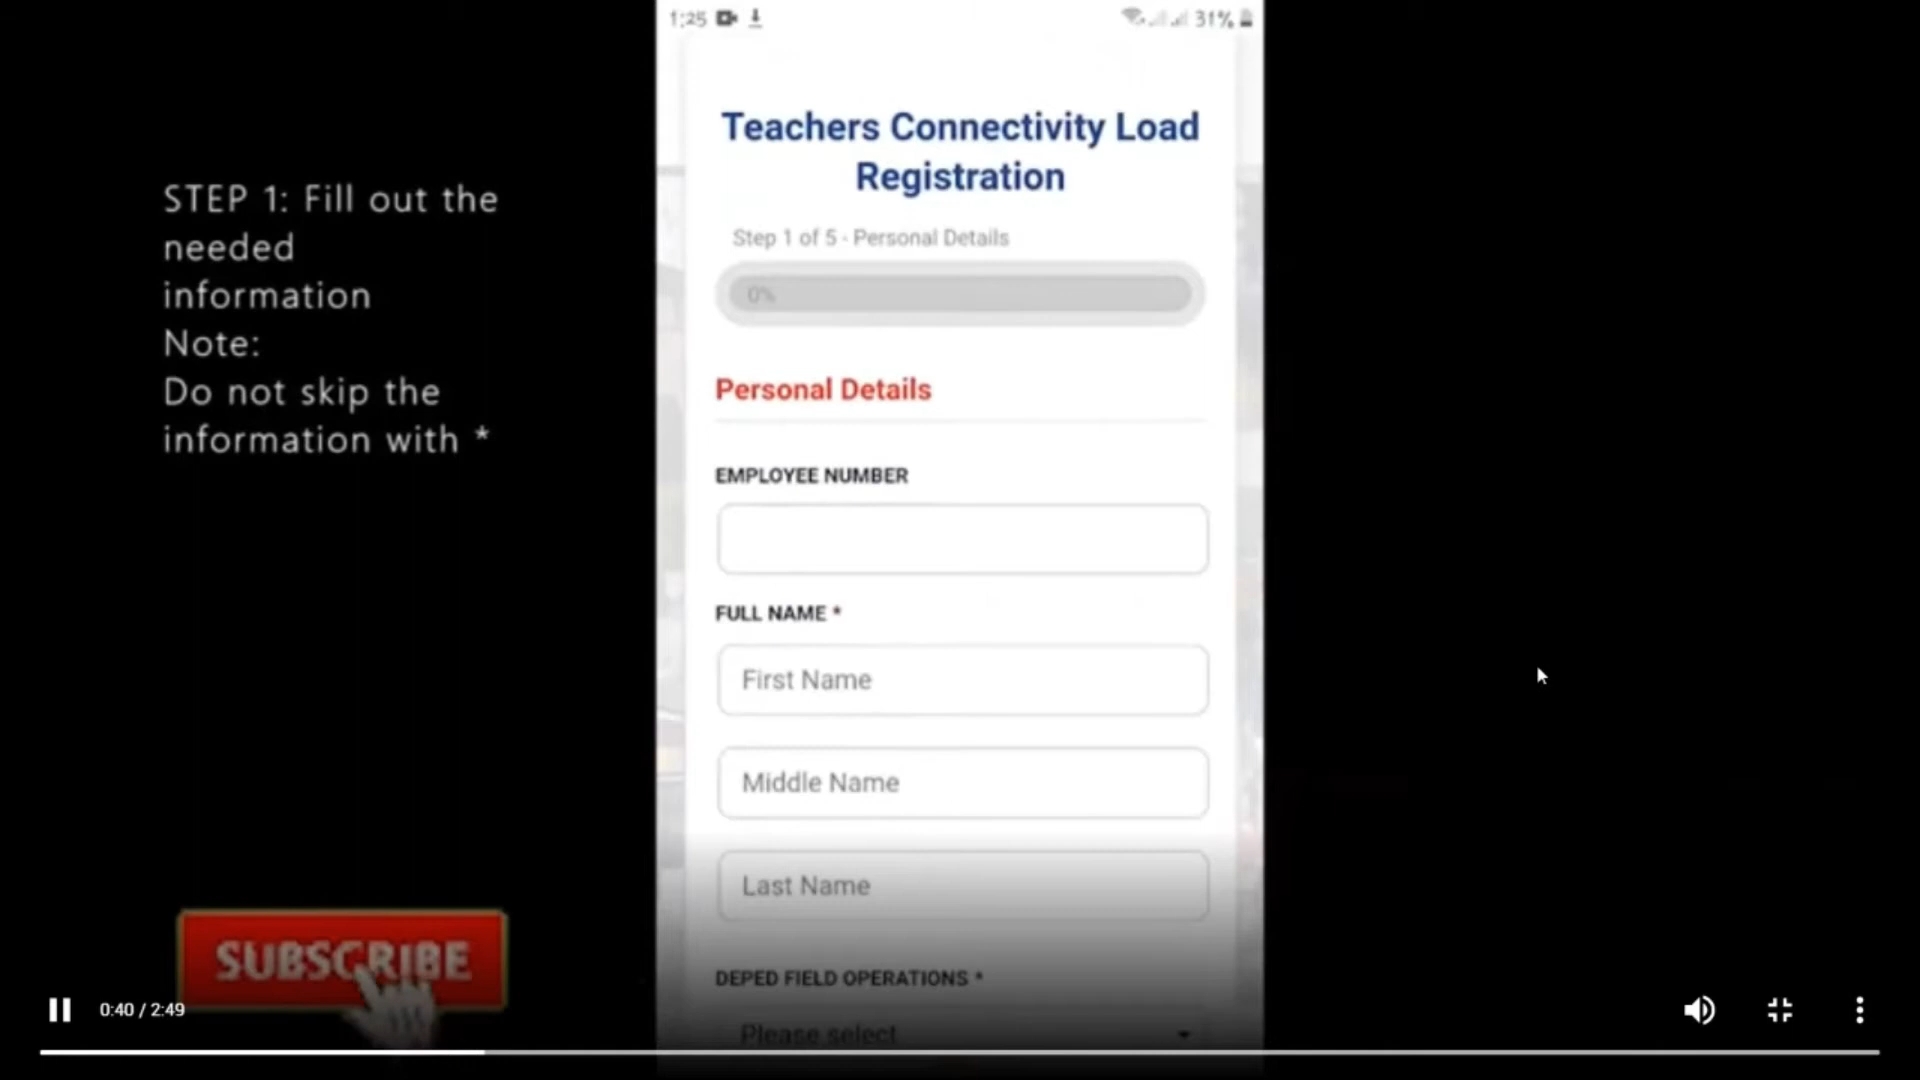 1:25
31%
Teachers Connectivity Load
Registration
Step 1 of 5 - Personal Details
0%
Personal Details
EMPLOYEE NUMBER
FULL NAME *
First Name
Middle Name
Last Name
DEPED FIELD OPERATIONS *
Please select
STEP 1: Fill out the
needed
information
Note:
Do not skip the
information with *
SUBSCRIBE
0:40 / 2:49